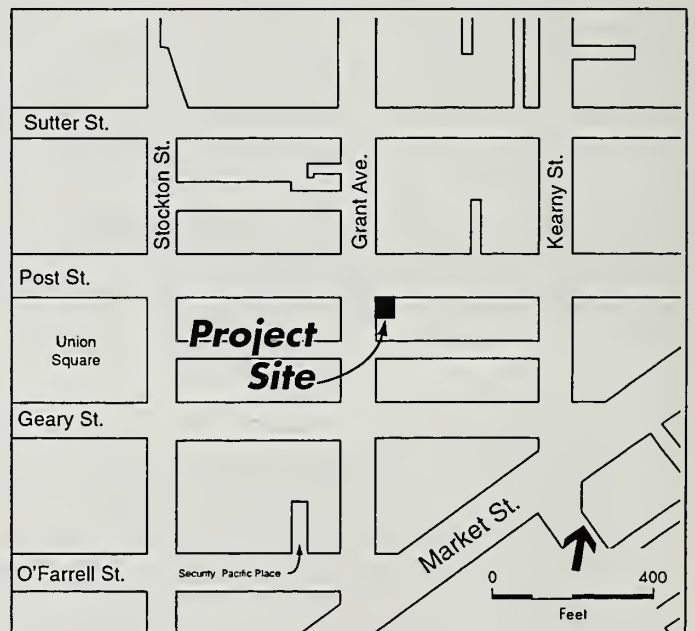 Sutter St.
Stockton St.
Grant Ave.
Kearny St.
Post St.
Union
Square
Project
Site
Geary St.
Market St.
O'Farrell St.
Security Pacific Place
0 400
Feet